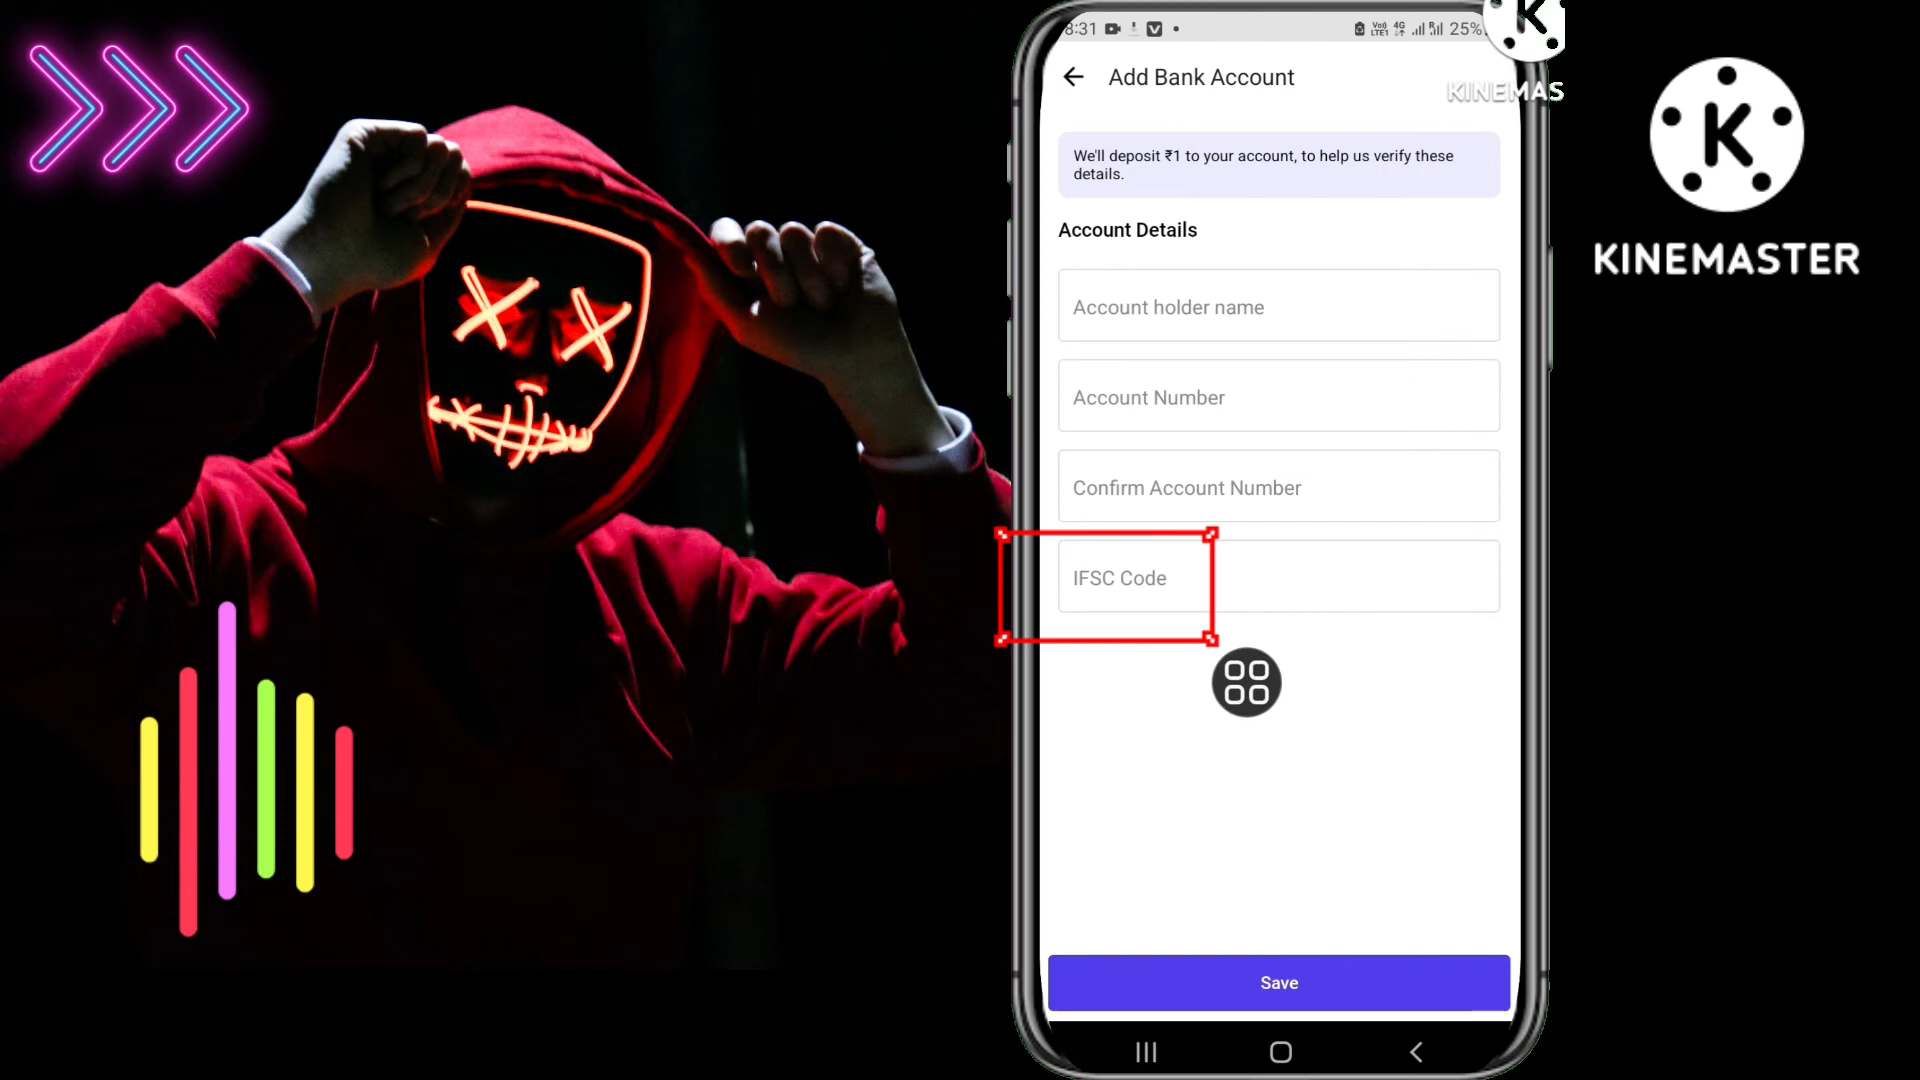 8:31
25%
KINEMAS
Add Bank Account
We'll deposit ₹1 to your account, to help us verify these
details.
Account Details
Account holder name
Account Number
Confirm Account Number
IFSC Code
Save
K
KINEMASTER